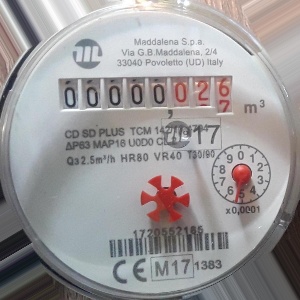 Maddalena S.p.a.
Via G.B.Maddalena, 2/4
33040 Povoletto (UD) Italy
00000026 m³
CD SD PLUS TCM
M17
ΔP63 MAP16 U0D0
Q₃ 2.5m³/h HR80 VR40 T30/90
x0,0001
1720552185
CE M17 1383